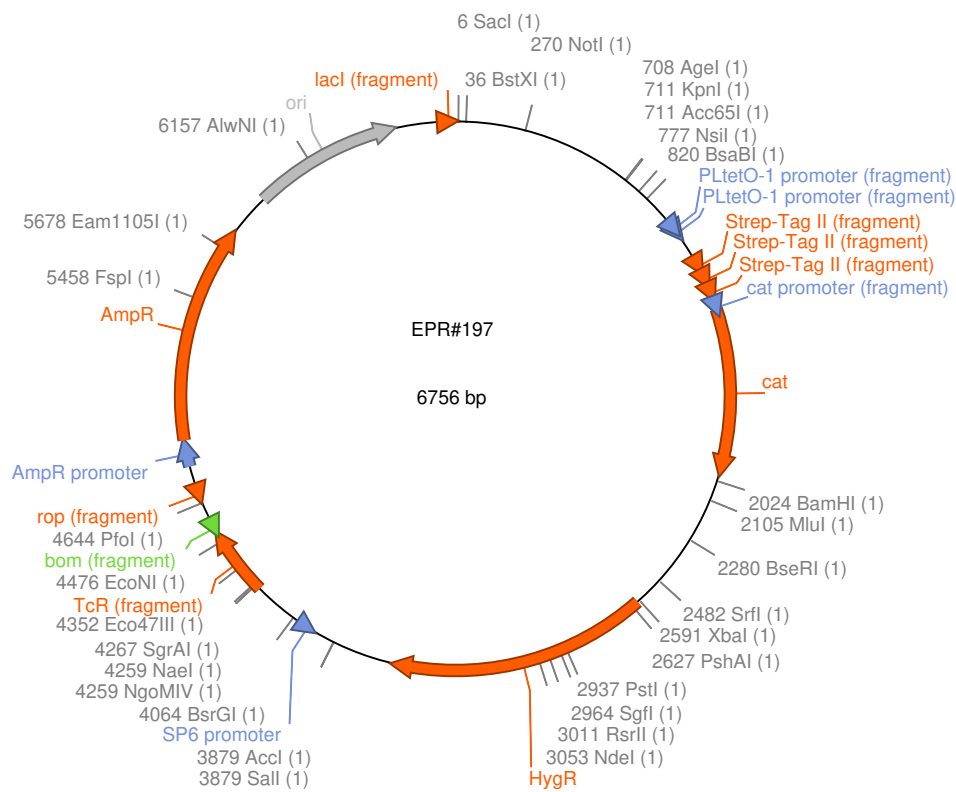 6 SacI (1)
270 NotI (1)
lacI (fragment)
36 BstXI (1)
708 AgeI (1)
711 KpnI (1)
711 Acc65I (1)
777 NsiI (1)
820 BsaBI (1)
PLtetO-1 promoter (fragment)
PLtetO-1 promoter (fragment)
Strep-Tag II (fragment)
Strep-Tag II (fragment)
Strep-Tag II (fragment)
cat promoter (fragment)
cat
2024 BamHI (1)
2105 MluI (1)
2280 BseRI (1)
2482 SrfI (1)
2591 XbaI (1)
2627 PshAI (1)
2937 PstI (1)
2964 SgfI (1)
3011 RsrII (1)
3053 NdeI (1)
HygR
3879 SalI (1)
3879 AccI (1)
SP6 promoter
4064 BsrGI (1)
4259 NgoMIV (1)
4259 NaeI (1)
4267 SgrAI (1)
4352 Eco47III (1)
TcR (fragment)
4476 EcoNI (1)
bom (fragment)
4644 PfoI (1)
rop (fragment)
AmpR promoter
AmpR
5458 FspI (1)
5678 Eam1105I (1)
6157 AlwNI (1)
ori
EPR#197
6756 bp